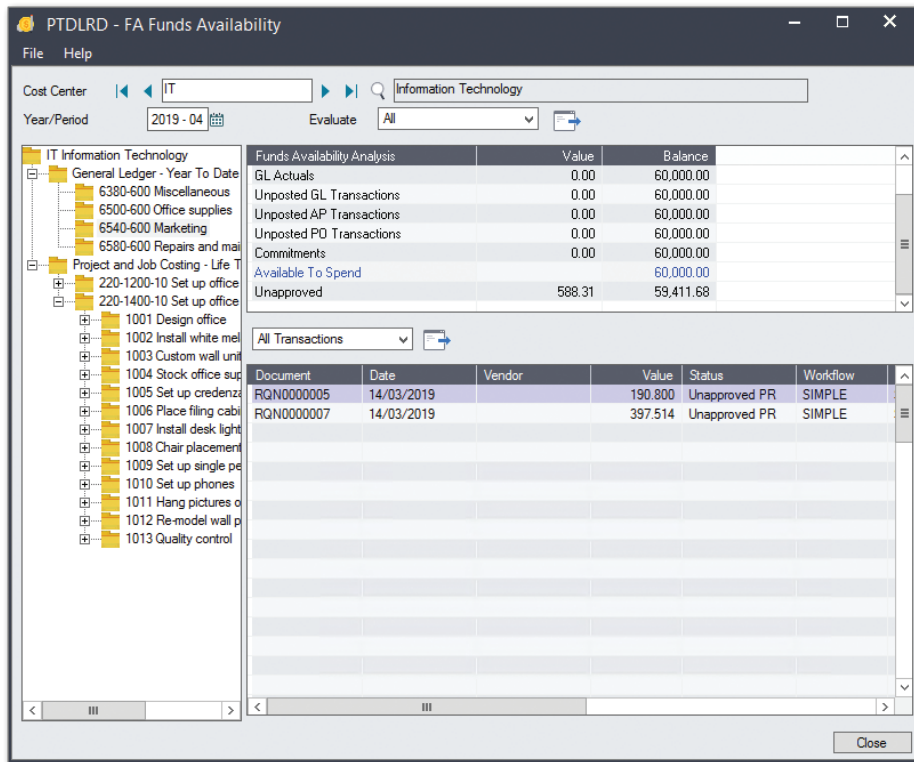 PTDLRD - FA Funds Availability
File Help
Cost Center IT Information Technology
Year/Period 2019 - 04 Evaluate All
IT Information Technology
General Ledger - Year To Date
6380-600 Miscellaneous
6500-600 Office supplies
6540-600 Marketing
6580-600 Repairs and mai
Project and Job Costing - Life T
220-1200-10 Set up office
220-1400-10 Set up office
1001 Design office
1002 Install white mel
1003 Custom wall unit
1004 Stock office sup
1005 Set up credenza
1006 Place filing cabi
1007 Install desk light
1008 Chair placement
1009 Set up single pe
1010 Set up phones
1011 Hang pictures o
1012 Re-model wall p
1013 Quality control
Funds Availability Analysis Value Balance
GL Actuals 0.00 60,000.00
Unposted GL Transactions 0.00 60,000.00
Unposted AP Transactions 0.00 60,000.00
Unposted PO Transactions 0.00 60,000.00
Commitments 0.00 60,000.00
Available To Spend 60,000.00
Unapproved 588.31 59,411.68
All Transactions
Document Date Vendor Value Status Workflow
RQN0000005 14/03/2019 190.800 Unapproved PR SIMPLE
RQN0000007 14/03/2019 397.514 Unapproved PR SIMPLE
Close